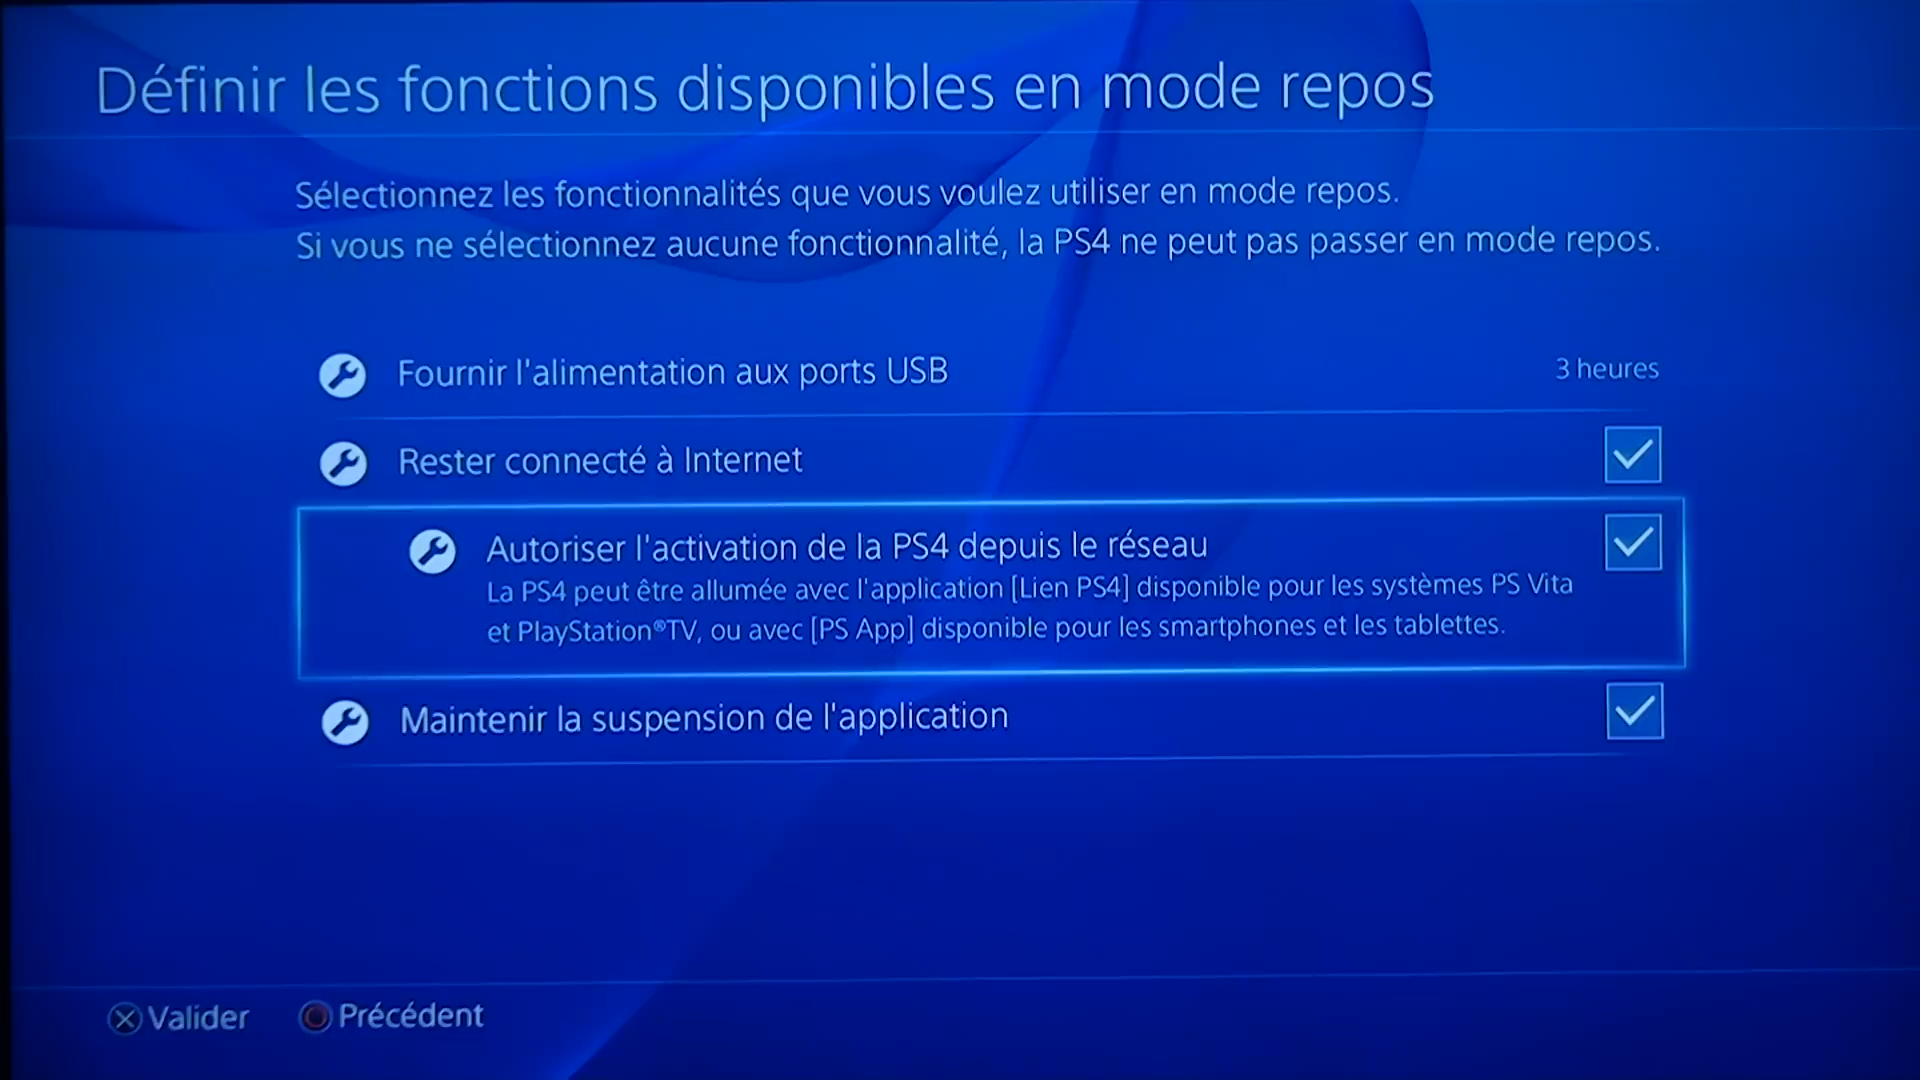 Définir les fonctions disponibles en mode repos
Sélectionnez les fonctionnalités que vous voulez utiliser en mode repos.
Si vous ne sélectionnez aucune fonctionnalité, la PS4 ne peut pas passer en mode repos.
Fournir l'alimentation aux ports USB 3 heures
Rester connecté à Internet
Autoriser l'activation de la PS4 depuis le réseau
La PS4 peut être allumée avec l'application [Lien PS4] disponible pour les systèmes PS Vita
et PlayStation®TV, ou avec [PS App] disponible pour les smartphones et les tablettes.
Maintenir la suspension de l'application
Valider Précédent